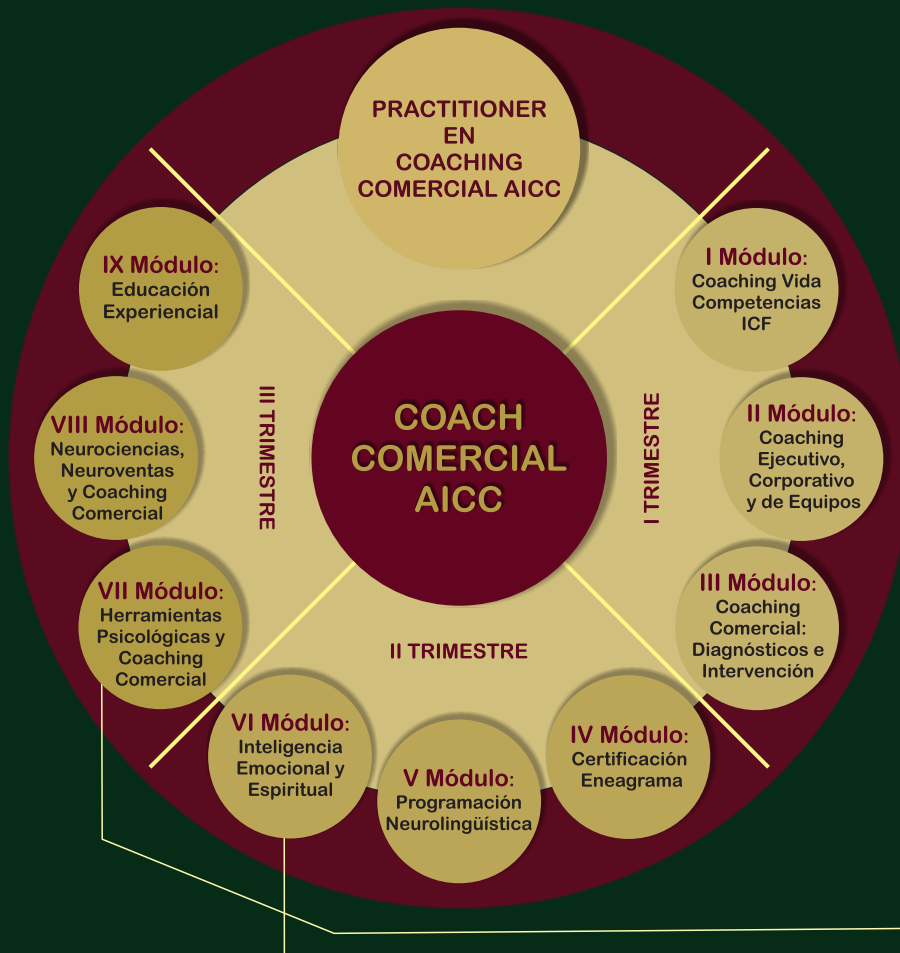 PRACTITIONER
EN
COACHING
COMERCIAL AICC
COACH
COMERCIAL
AICC
I TRIMESTRE
I Módulo:
Coaching Vida
Competencias
ICF
II Módulo:
Coaching
Ejecutivo,
Corporativo
y de Equipos
III Módulo:
Coaching
Comercial:
Diagnósticos e
Intervención
II TRIMESTRE
IV Módulo:
Certificación
Eneagrama
V Módulo:
Programación
Neurolingüística
VI Módulo:
Inteligencia
Emocional y
Espiritual
III TRIMESTRE
VII Módulo:
Herramientas
Psicológicas y
Coaching
Comercial
VIII Módulo:
Neurociencias,
Neuroventas
y Coaching
Comercial
IX Módulo:
Educación
Experiencial